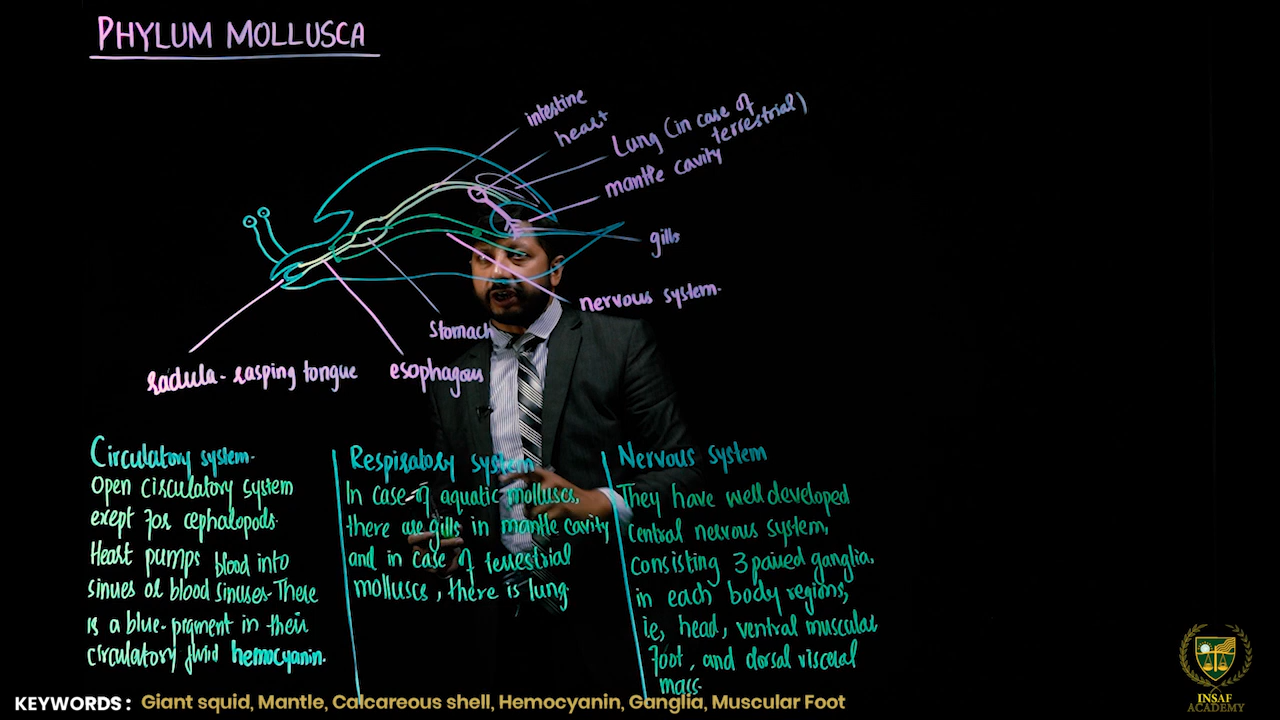 PHYLUM MOLLUSCA
intestine
heart
Lung (in case of
terrestrial)
mantle cavity
gills
nervous system.
stomach
radula - rasping tongue
esophagous
Circulatory system.
Open circulatory system
exept for cephalopods.
Heart pumps blood into
sinues or blood sinuses. There
is a blue-pigment in their
circulatory fluid hemocyanin.
Respiratory system
In case of aquatic molluscs,
there are gills in mantle cavity
and in case of terrestrial
molluscs, there is lung.
Nervous system
They have well developed
central nervous system,
consisting 3 paired ganglia,
in each body regions,
ie, head, ventral muscular
foot, and dorsal visceral
mass.
KEYWORDS : Giant squid, Mantle, Calcareous shell, Hemocyanin, Ganglia, Muscular Foot
INSAF
ACADEMY